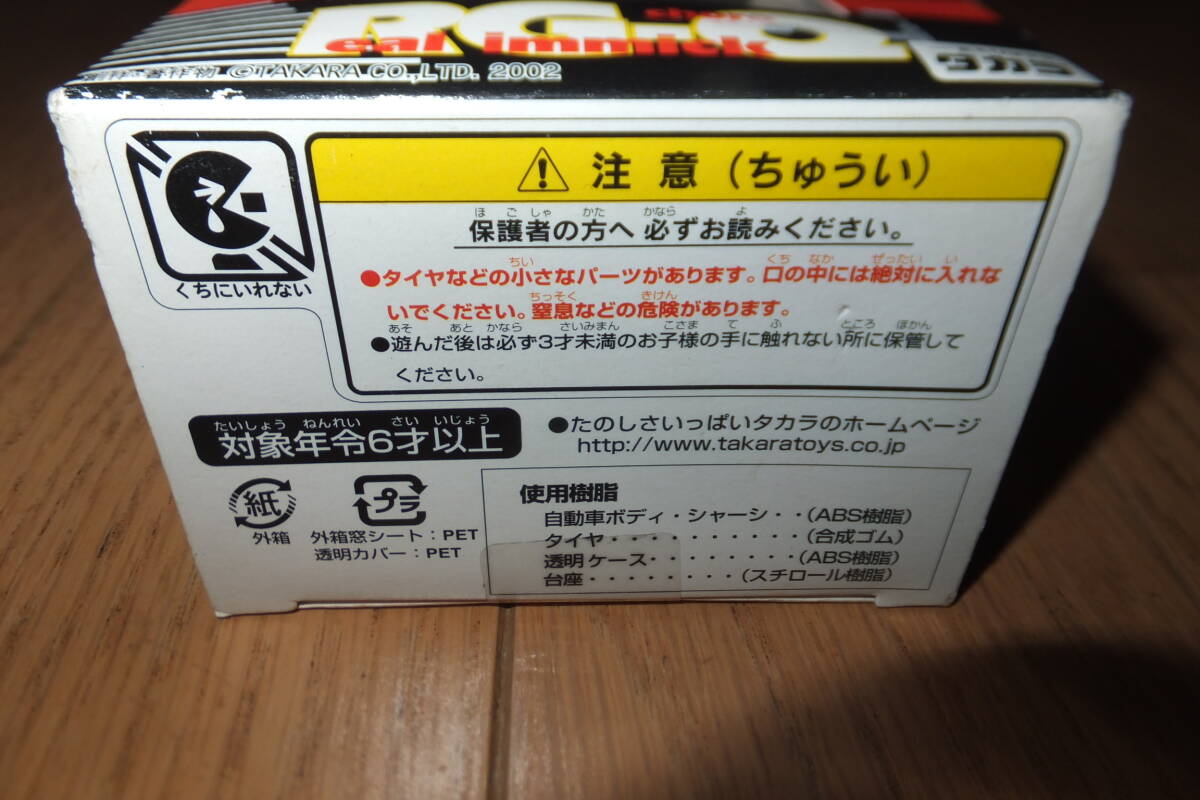 RG-Q
eal immick
©TAKARA CO.,LTD. 2002
タカラ
くちにいれない
注意（ちゅうい）
保護者の方へ 必ずお読みください。
●タイヤなどの小さなパーツがあります。口の中には絶対に入れな
いでください。窒息などの危険があります。
●遊んだ後は必ず3才未満のお子様の手に触れない所に保管して
ください。
対象年令6才以上
●たのしさいっぱいタカラのホームページ
http://www.takaratoys.co.jp
紙
外箱
プラ
外箱窓シート：PET
透明カバー：PET
使用樹脂
自動車ボディ・シャーシ・・(ABS樹脂)
タイヤ・・・・・・・・・・・(合成ゴム)
透明ケース・・・・・・・・・(ABS樹脂)
台座・・・・・・・・(スチロール樹脂)